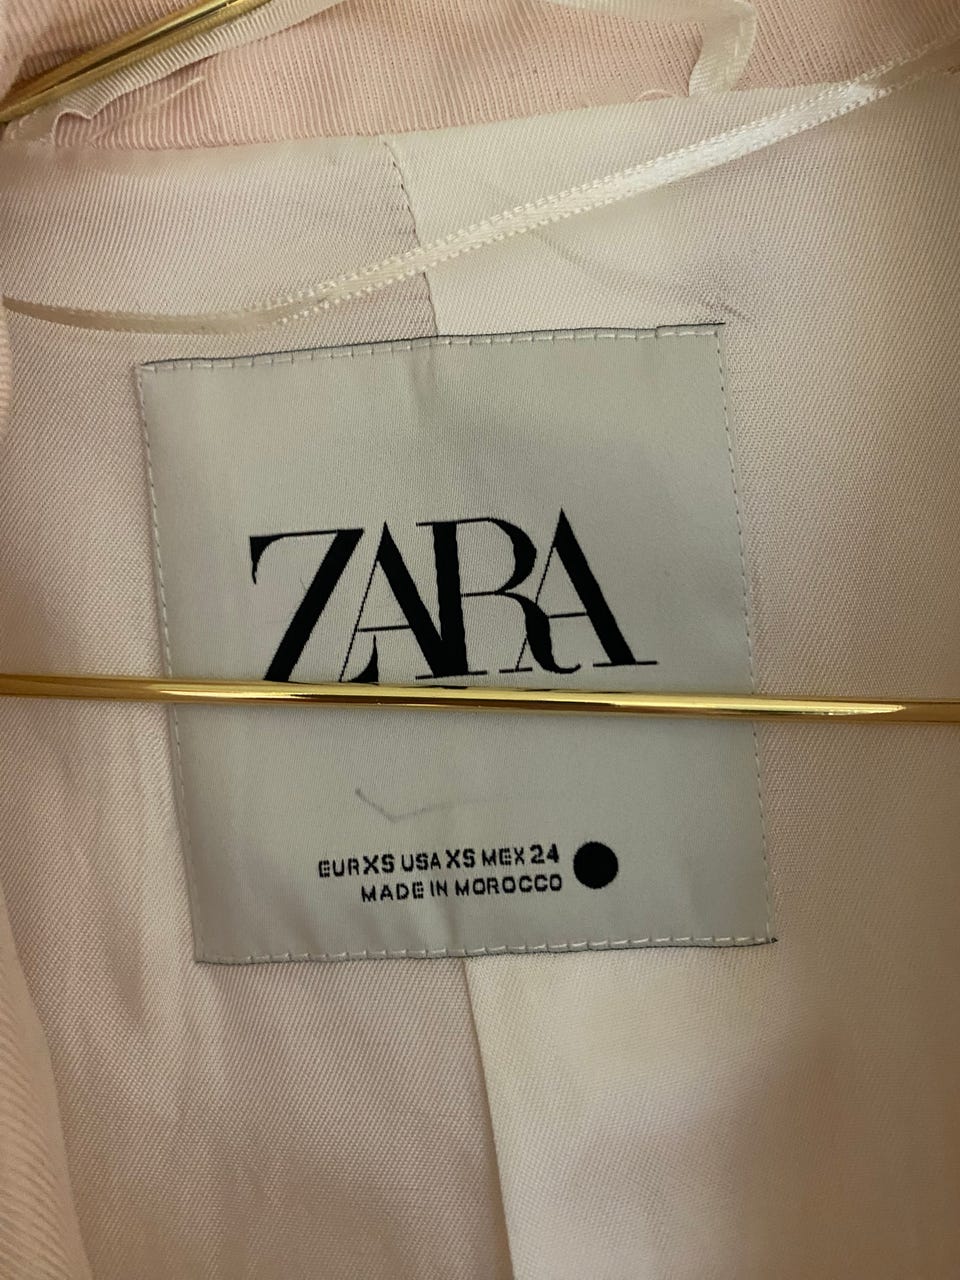 ZARA
EUR XS USA XS MEX 24
MADE IN MOROCCO